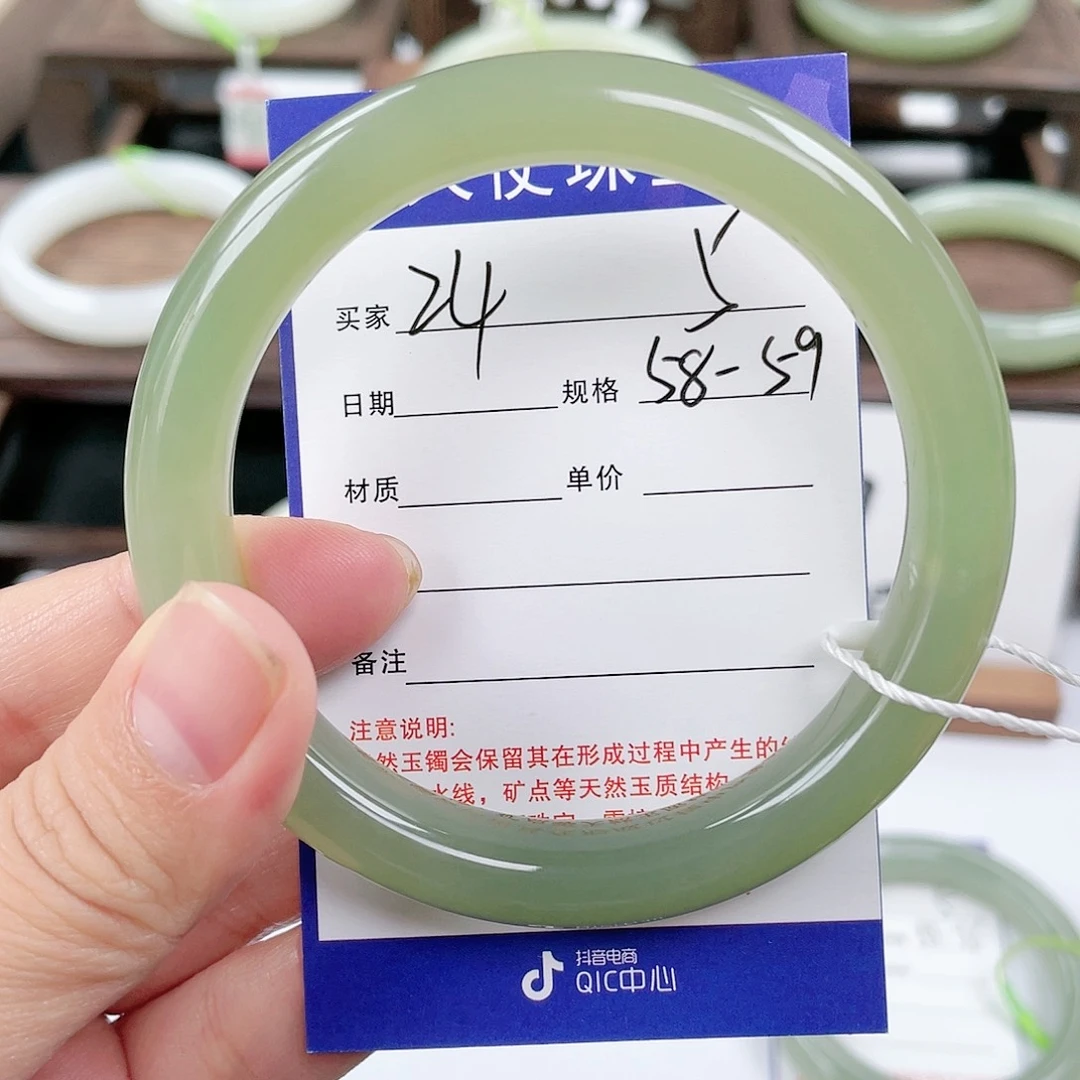 使珠
买家 24 5
日期 规格 58-59
材质 单价
备注
注意说明:
然玉镯会保留其在形成过程中产生的
水线，矿点等天然玉质结构
抖音电商
QIC中心